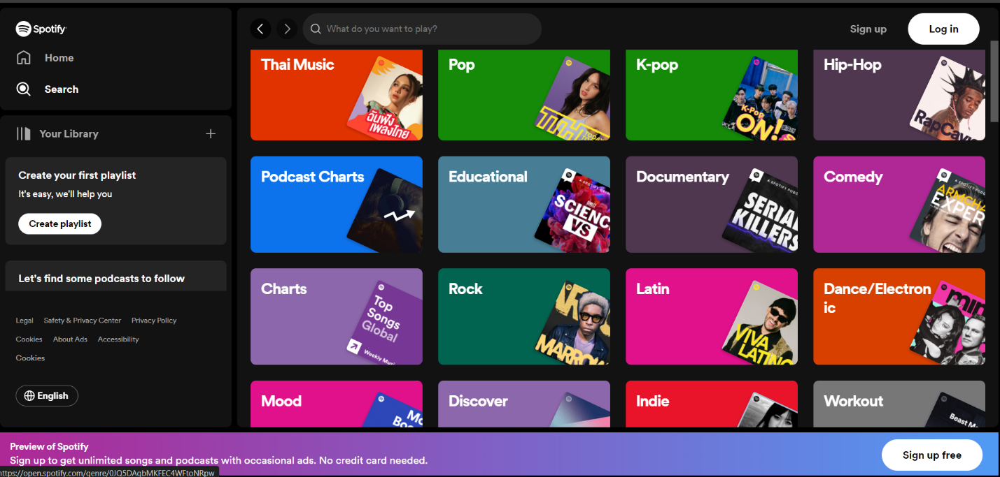 Spotify
Home
Search
Your Library
Create your first playlist
It's easy, we'll help you
Create playlist
Let's find some podcasts to follow
Legal Safety & Privacy Center Privacy Policy
Cookies About Ads Accessibility
Cookies
English
What do you want to play?
Sign up
Log in
Thai Music
ฉันฟัง
เพลงไทย
Pop
K-pop
K-Pop
ON!
Hip-Hop
Podcast Charts
Educational
SCIENC
VS
Documentary
SERIAL
KILLERS
Comedy
ARMCHA
EXPER
Charts
Top
Songs
Global
Rock
MARROW
Latin
VIVA
LATINO
Dance/Electron
ic
min
Mood
Discover
Indie
Workout
Beast M
Preview of Spotify
Sign up to get unlimited songs and podcasts with occasional ads. No credit card needed.
Sign up free
https://open.spotify.com/genre/0JQ5DAqbMKFEC4WFtoNRpw